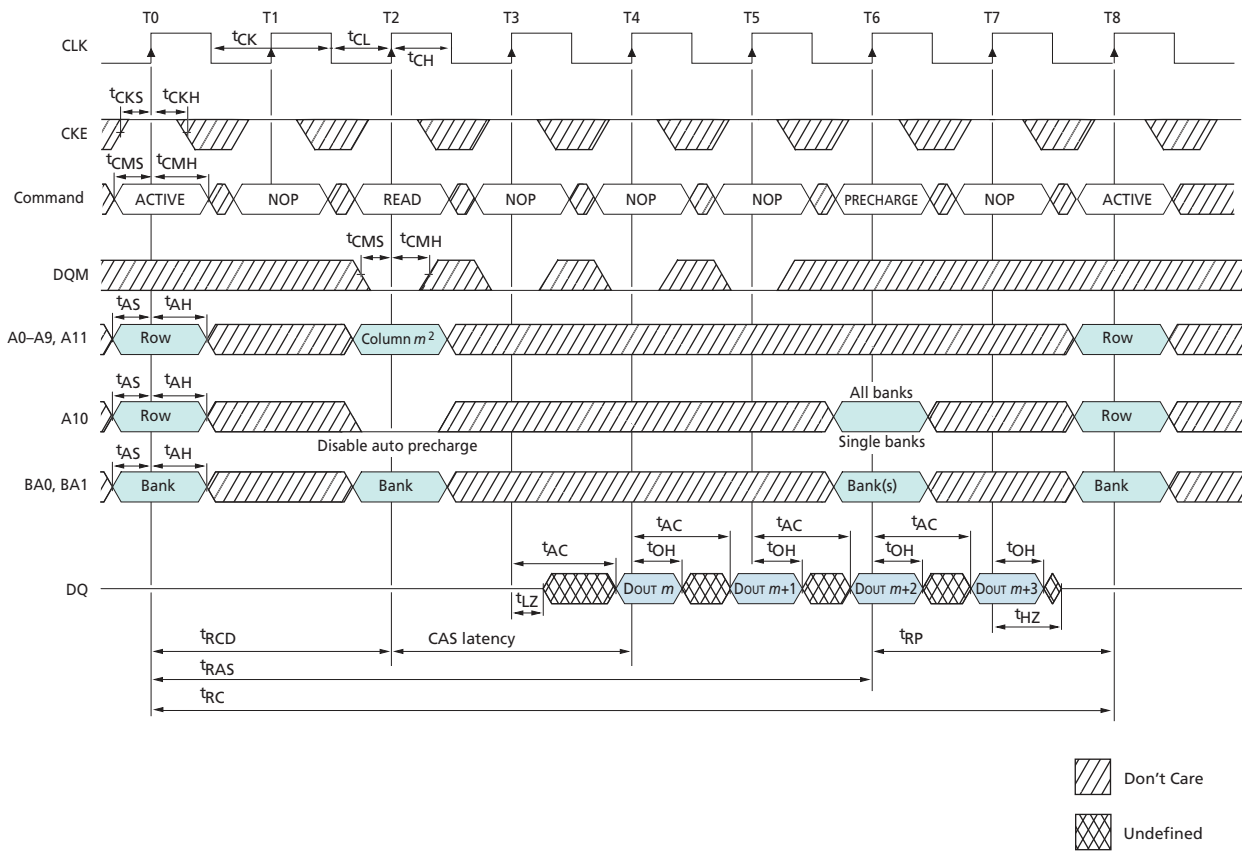 T0 T1 T2 T3 T4 T5 T6 T7 T8
CLK
tCK tCL tCH
tCKS tCKH
CKE
tCMS tCMH
Command ACTIVE NOP READ NOP NOP NOP PRECHARGE NOP ACTIVE
tCMS tCMH
DQM
tAS tAH
A0–A9, A11 Row Column m² Row
tAS tAH All banks
A10 Row Row
Disable auto precharge Single banks
tAS tAH
BA0, BA1 Bank Bank Bank(s) Bank
tAC tAC tAC
tAC tOH tOH tOH tOH
DQ DOUT m DOUT m+1 DOUT m+2 DOUT m+3
tLZ tHZ
tRCD CAS latency tRP
tRAS
tRC
Don't Care
Undefined